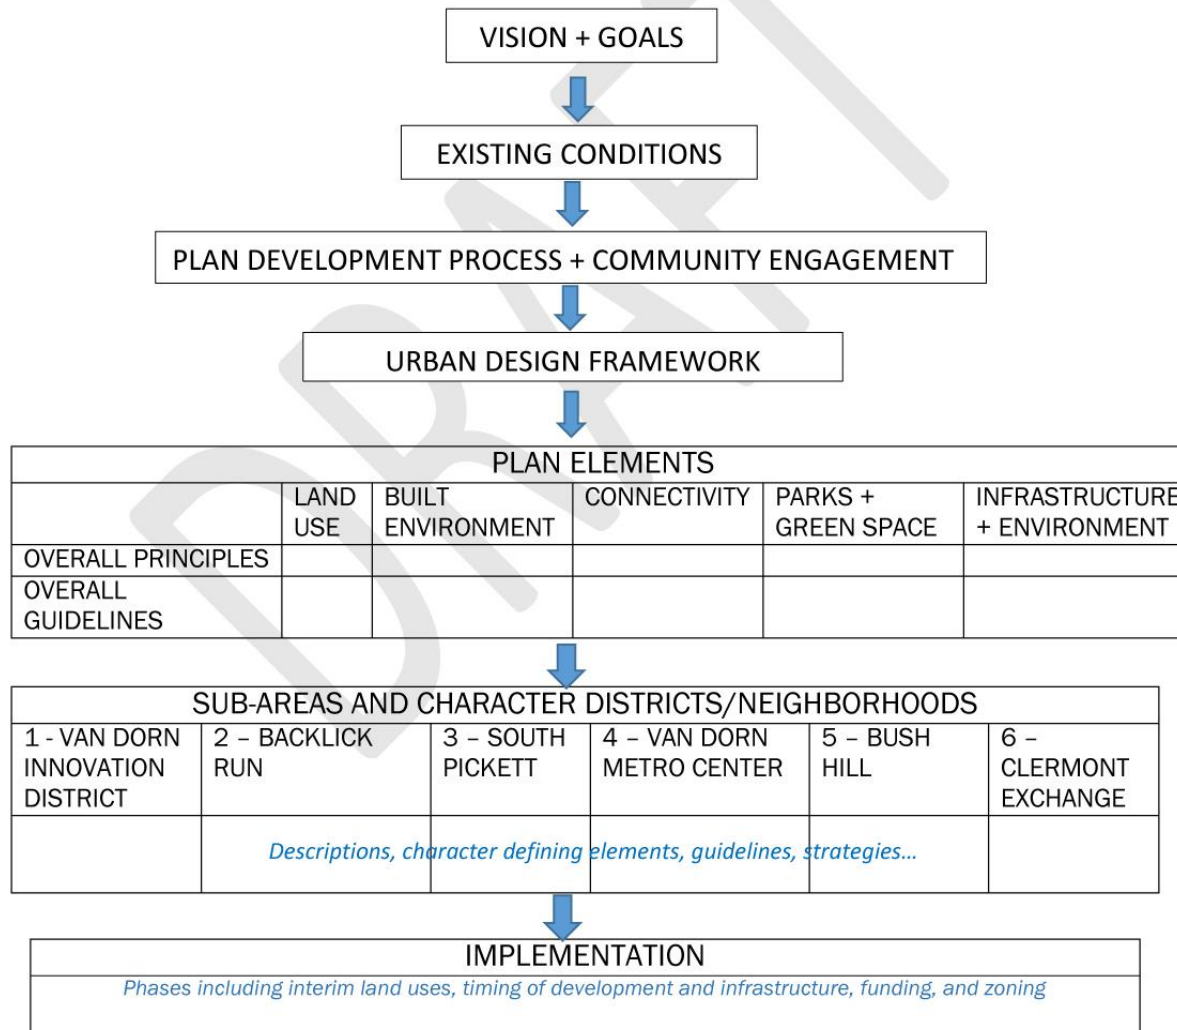 VISION + GOALS
EXISTING CONDITIONS
PLAN DEVELOPMENT PROCESS + COMMUNITY ENGAGEMENT
URBAN DESIGN FRAMEWORK
PLAN ELEMENTS
LAND USE
BUILT ENVIRONMENT
CONNECTIVITY
PARKS + GREEN SPACE
INFRASTRUCTURE + ENVIRONMENT
OVERALL PRINCIPLES
OVERALL GUIDELINES
SUB-AREAS AND CHARACTER DISTRICTS/NEIGHBORHOODS
1 - VAN DORN INNOVATION DISTRICT
2 – BACKLICK RUN
3 – SOUTH PICKETT
4 – VAN DORN METRO CENTER
5 – BUSH HILL
6 – CLERMONT EXCHANGE
Descriptions, character defining elements, guidelines, strategies...
IMPLEMENTATION
Phases including interim land uses, timing of development and infrastructure, funding, and zoning
DRAFT